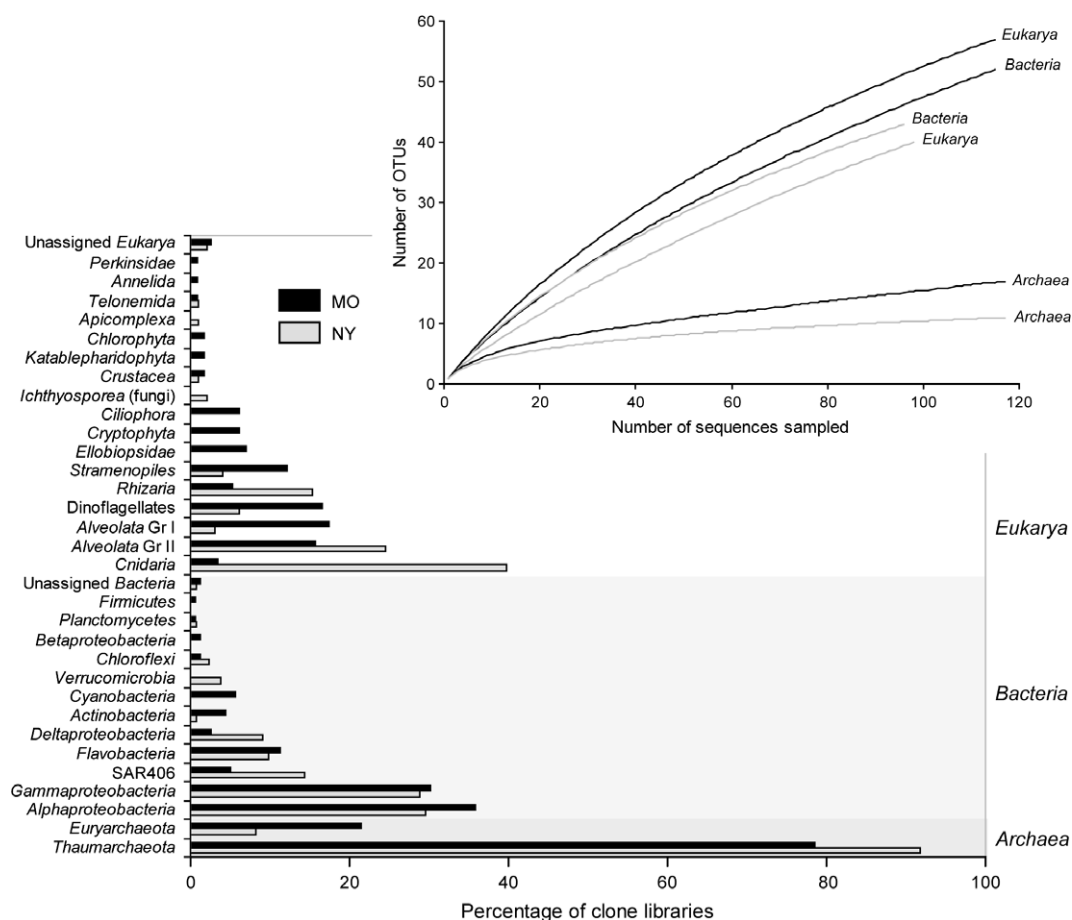 60
50
40
30
20
10
0
Number of OTUs
Eukarya
Bacteria
Bacteria
Eukarya
Archaea
Archaea
0
20
40
60
80
100
120
Number of sequences sampled
MO
NY
Unassigned Eukarya
Perkinsidae
Annelida
Telonemida
Apicomplexa
Chlorophyta
Katablepharidophyta
Crustacea
Ichthyosporea (fungi)
Ciliophora
Cryptophyta
Ellobiopsidae
Stramenopiles
Rhizaria
Dinoflagellates
Alveolata Gr I
Alveolata Gr II
Cnidaria
Unassigned Bacteria
Firmicutes
Planctomycetes
Betaproteobacteria
Chloroflexi
Verrucomicrobia
Cyanobacteria
Actinobacteria
Deltaproteobacteria
Flavobacteria
SAR406
Gammaproteobacteria
Alphaproteobacteria
Euryarchaeota
Thaumarchaeota
Eukarya
Bacteria
Archaea
0
20
40
60
80
100
Percentage of clone libraries